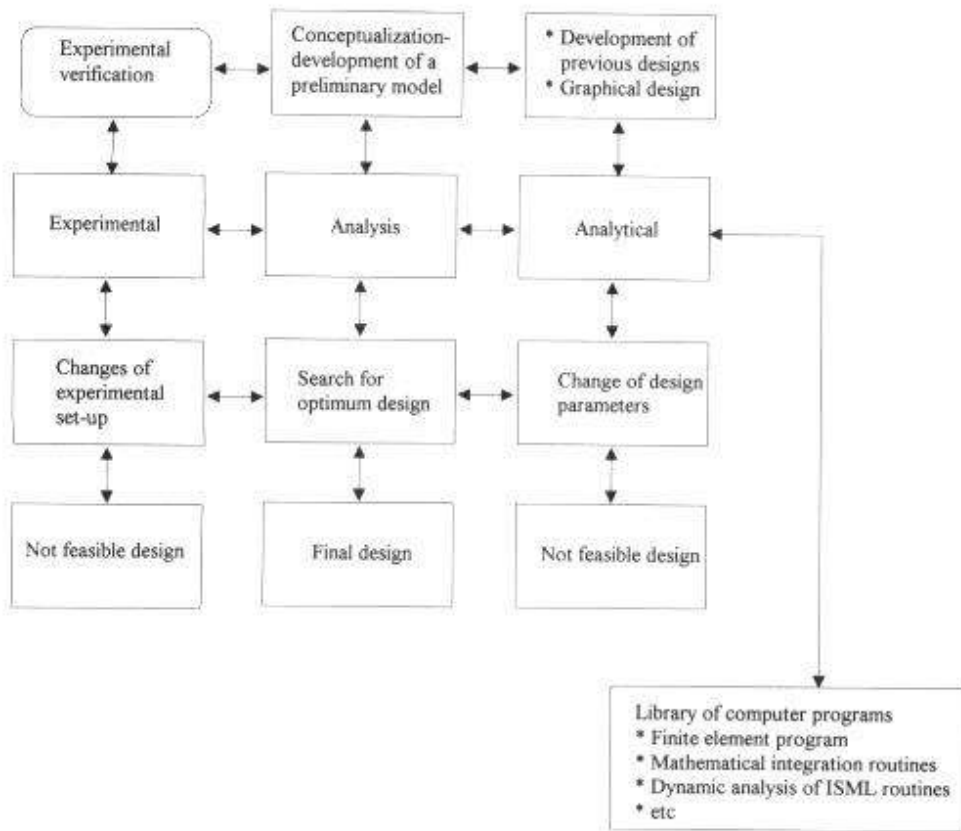 Experimental
verification
Conceptualization-
development of a
preliminary model
* Development of
previous designs
* Graphical design
Experimental
Analysis
Analytical
Changes of
experimental
set-up
Search for
optimum design
Change of design
parameters
Not feasible design
Final design
Not feasible design
Library of computer programs
* Finite element program
* Mathematical integration routines
* Dynamic analysis of ISML routines
* etc